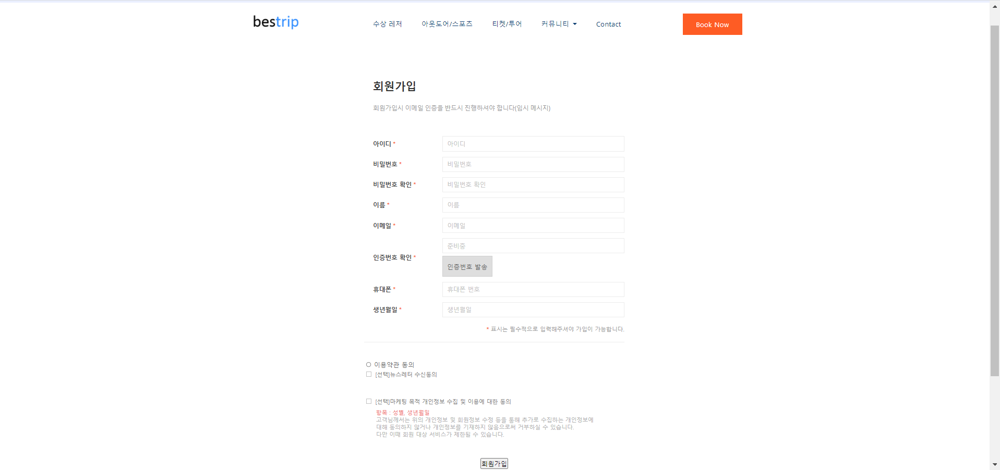 bestrip
수상 레저 아웃도어/스포츠 티켓/투어 커뮤니티 Contact Book Now
회원가입
회원가입시 이메일 인증을 반드시 진행하셔야 합니다(임시 메시지)
아이디 * 아이디
비밀번호 * 비밀번호
비밀번호 확인 * 비밀번호 확인
이름 * 이름
이메일 * 이메일
준비중
인증번호 확인 *
인증번호 발송
휴대폰 * 휴대폰 번호
생년월일 * 생년월일
* 표시는 필수적으로 입력해주셔야 가입이 가능합니다.
이용약관 동의
[선택]뉴스레터 수신동의
[선택]마케팅 목적 개인정보 수집 및 이용에 대한 동의
항목 : 성별, 생년월일
고객님께서는 위의 개인정보 및 회원정보 수정 등을 통해 추가로 수집하는 개인정보에
대해 동의하지 않거나 개인정보를 기재하지 않음으로써 거부하실 수 있습니다.
다만 이때 회원 대상 서비스가 제한될 수 있습니다.
회원가입